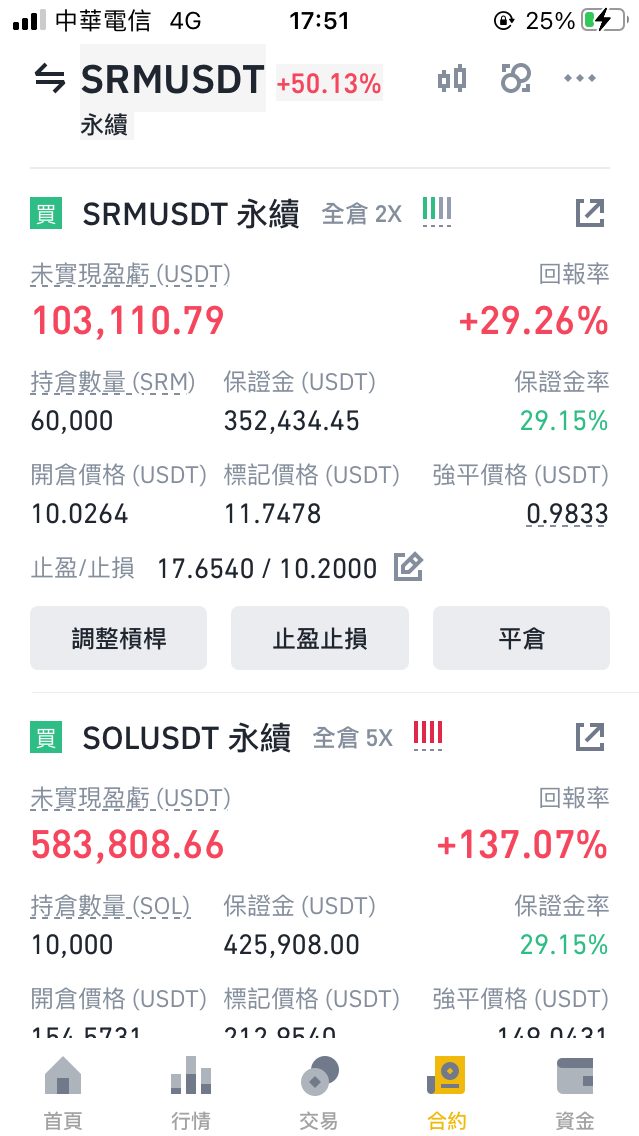 中華電信 4G 17:51 25%
SRMUSDT +50.13%
永續
買 SRMUSDT 永續 全倉 2X
未實現盈虧 (USDT) 回報率
103,110.79 +29.26%
持倉數量 (SRM) 保證金 (USDT) 保證金率
60,000 352,434.45 29.15%
開倉價格 (USDT) 標記價格 (USDT) 強平價格 (USDT)
10.0264 11.7478 0.9833
止盈/止損 17.6540 / 10.2000
調整槓桿 止盈止損 平倉
買 SOLUSDT 永續 全倉 5X
未實現盈虧 (USDT) 回報率
583,808.66 +137.07%
持倉數量 (SOL) 保證金 (USDT) 保證金率
10,000 425,908.00 29.15%
開倉價格 (USDT) 標記價格 (USDT) 強平價格 (USDT)
154.5731 212.9540 149.0431
首頁 行情 交易 合約 資金